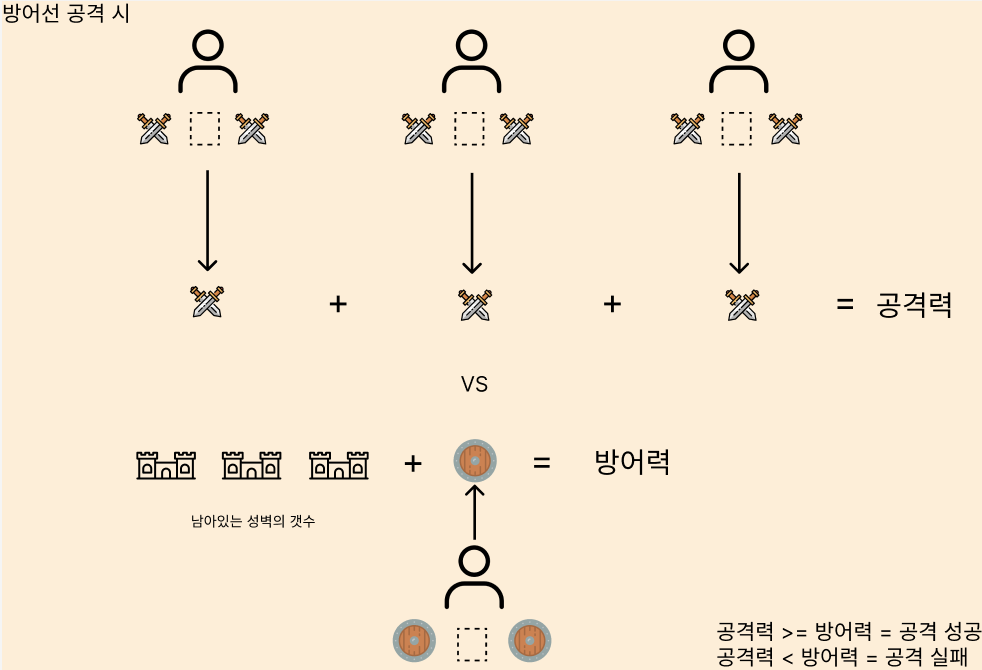 방어선 공격 시
+ + = 공격력
VS
+ = 방어력
남아있는 성벽의 갯수
공격력 >= 방어력 = 공격 성공
공격력 < 방어력 = 공격 실패